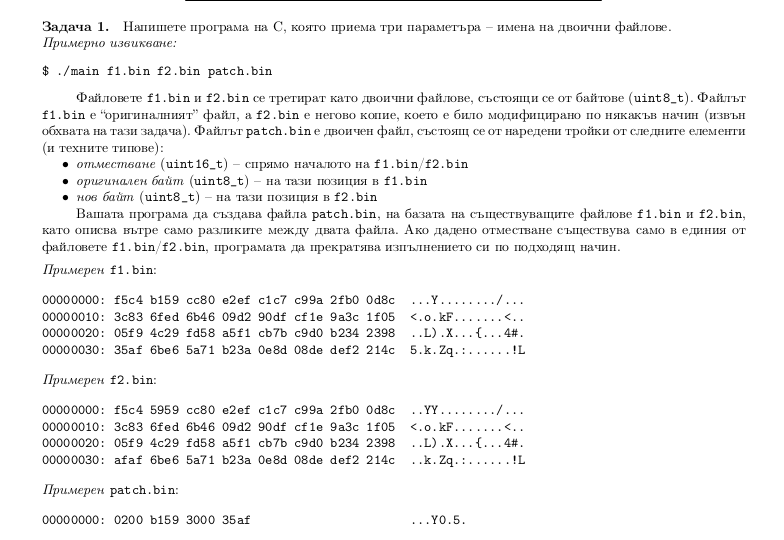 Задача 1. Напишете програма на C, която приема три параметъра – имена на двоични файлове.
Примерно извикване:
$ ./main f1.bin f2.bin patch.bin
Файловете f1.bin и f2.bin се третират като двоични файлове, състоящи се от байтове (uint8_t). Файлът
f1.bin е “оригиналният” файл, а f2.bin е негово копие, което е било модифицирано по някакъв начин (извън
обхвата на тази задача). Файлът patch.bin е двоичен файл, състоящ се от наредени тройки от следните елементи
(и техните типове):
• отместване (uint16_t) – спрямо началото на f1.bin/f2.bin
• оригинален байт (uint8_t) – на тази позиция в f1.bin
• нов байт (uint8_t) – на тази позиция в f2.bin
Вашата програма да създава файла patch.bin, на базата на съществуващите файлове f1.bin и f2.bin,
като описва вътре само разликите между двата файла. Ако дадено отместване съществува само в единия от
файловете f1.bin/f2.bin, програмата да прекратява изпълнението си по подходящ начин.
Примерен f1.bin:
00000000: f5c4 b159 cc80 e2ef c1c7 c99a 2fb0 0d8c ...Y......../...
00000010: 3c83 6fed 6b46 09d2 90df cf1e 9a3c 1f05 <.o.kF.......<..
00000020: 05f9 4c29 fd58 a5f1 cb7b c9d0 b234 2398 ..L).X...{...4#.
00000030: 35af 6be6 5a71 b23a 0e8d 08de def2 214c 5.k.Zq.:......!L
Примерен f2.bin:
00000000: f5c4 5959 cc80 e2ef c1c7 c99a 2fb0 0d8c ..YY......../...
00000010: 3c83 6fed 6b46 09d2 90df cf1e 9a3c 1f05 <.o.kF.......<..
00000020: 05f9 4c29 fd58 a5f1 cb7b c9d0 b234 2398 ..L).X...{...4#.
00000030: afaf 6be6 5a71 b23a 0e8d 08de def2 214c ..k.Zq.:......!L
Примерен patch.bin:
00000000: 0200 b159 3000 35af ...Y0.5.